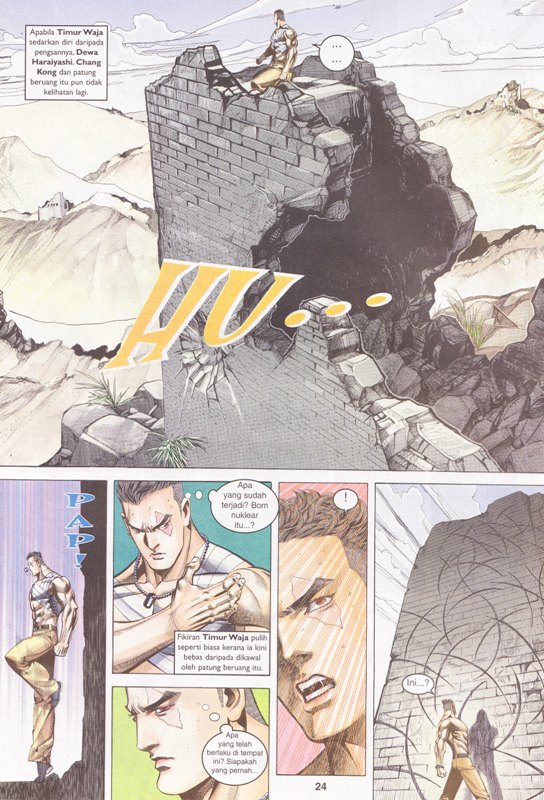 Apabila Timur Waja
sedarkan diri daripada
pengsannya, Dewa
Haraiyashi, Chang
Kong dan patung
beruang itu pun tidak
kelihatan lagi.
...
...
HU...
PAP!
Apa
yang sudah
terjadi? Bom
nuklear
itu...?
Fikiran Timur Waja pulih
seperti biasa kerana ia kini
bebas daripada dikawal
oleh patung beruang itu.
Apa
yang telah
berlaku di tempat
ini? Siapakah
yang pernah...
!
Ini...?
24